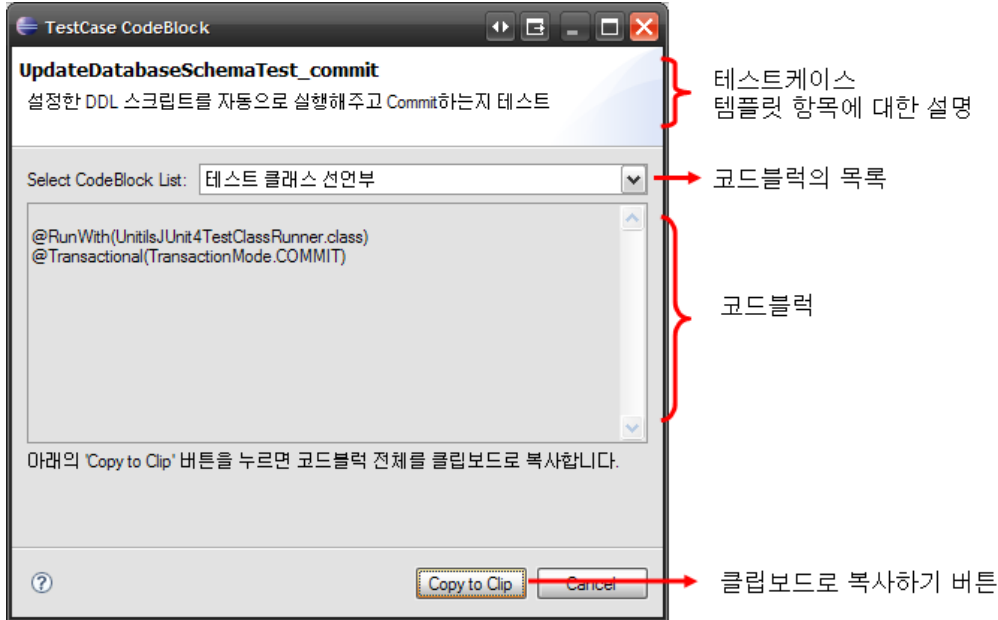 TestCase CodeBlock
UpdateDatabaseSchemaTest_commit
설정한 DDL 스크립트를 자동으로 실행해주고 Commit하는지 테스트
테스트케이스
템플릿 항목에 대한 설명
Select CodeBlock List: 테스트 클래스 선언부
코드블럭의 목록
@RunWith(UnitilsJUnit4TestClassRunner.class)
@Transactional(TransactionMode.COMMIT)
코드블럭
아래의 'Copy to Clip' 버튼을 누르면 코드블럭 전체를 클립보드로 복사합니다.
Copy to Clip
Cancel
클립보드로 복사하기 버튼